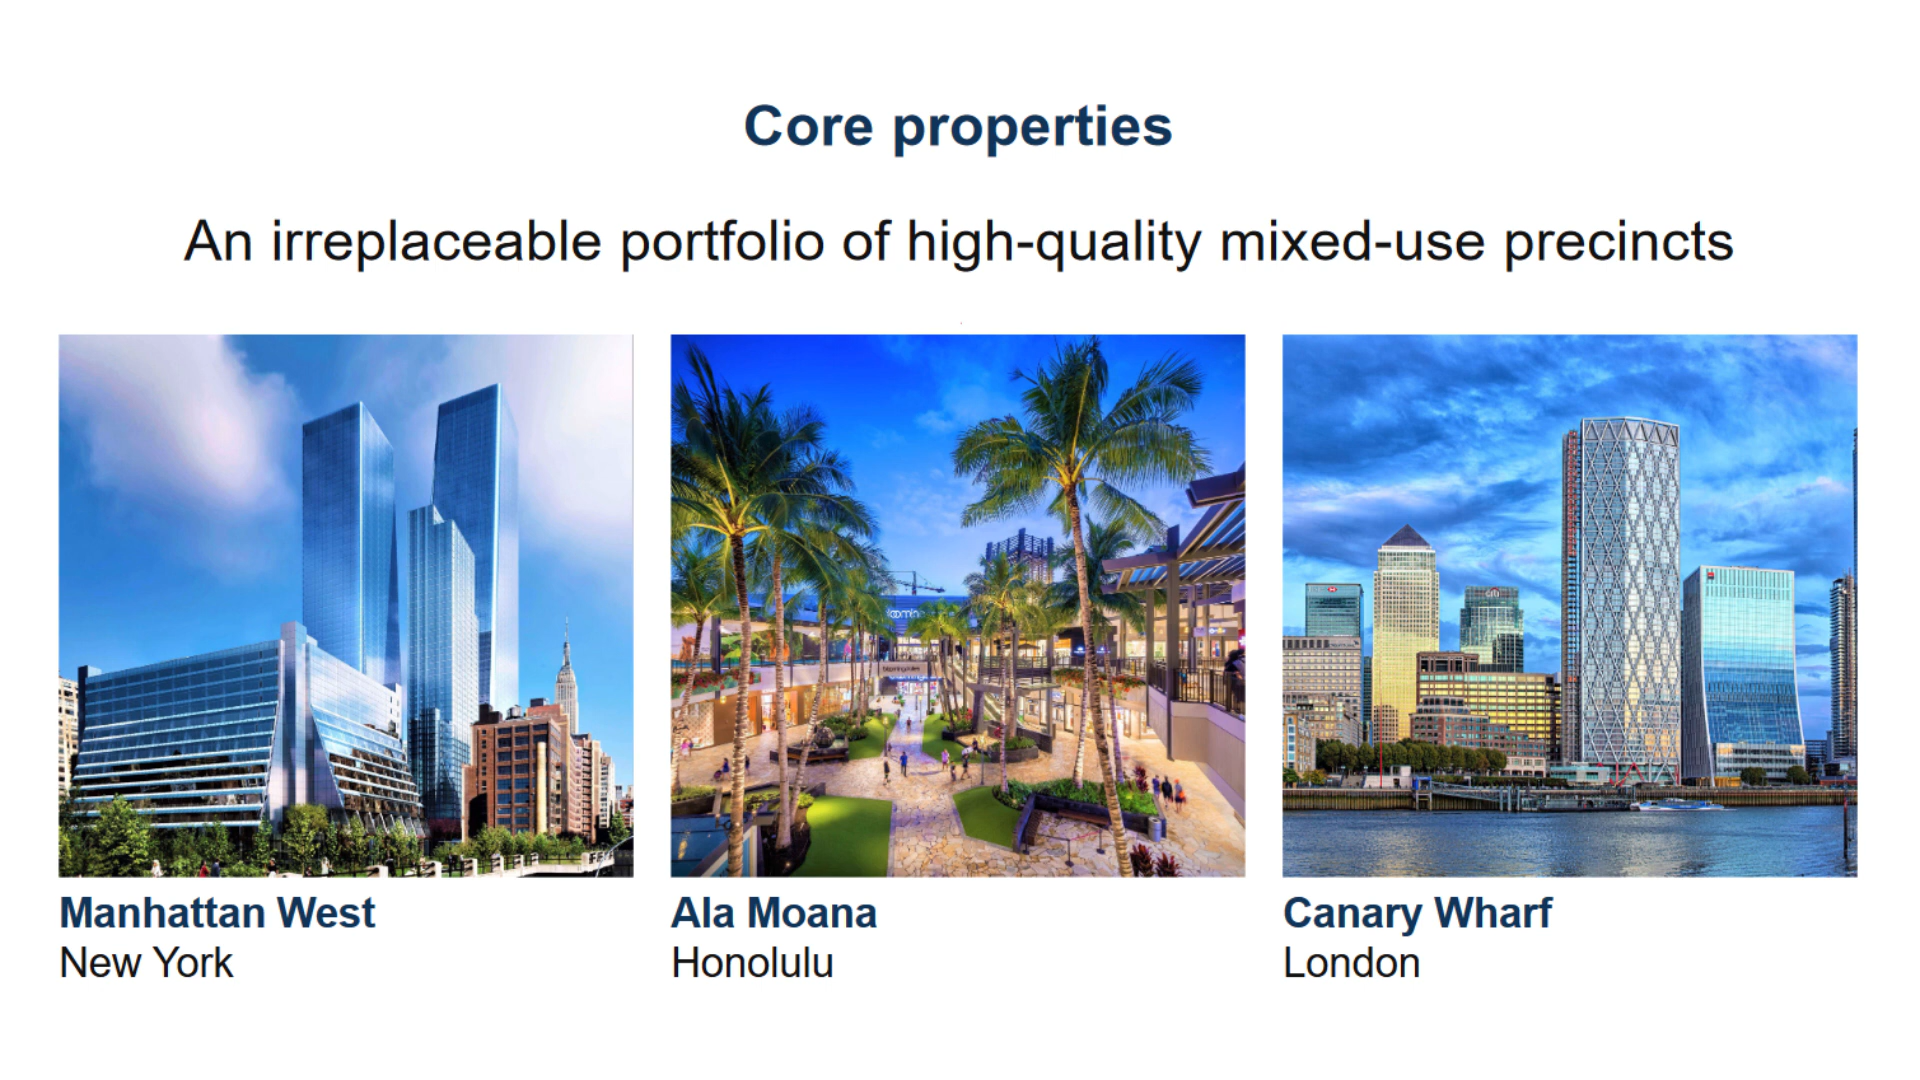 Core properties
An irreplaceable portfolio of high-quality mixed-use precincts
Manhattan West
New York
Ala Moana
Honolulu
Canary Wharf
London